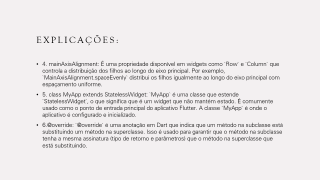 EXPLICAÇÕES:
• 4. mainAxisAlignment: É uma propriedade disponível em widgets como `Row` e `Column` que
controla a distribuição dos filhos ao longo do eixo principal. Por exemplo,
`MainAxisAlignment.spaceEvenly` distribui os filhos igualmente ao longo do eixo principal com
espaçamento uniforme.
• 5. class MyApp extends StatelessWidget: `MyApp` é uma classe que estende
`StatelessWidget`, o que significa que é um widget que não mantém estado. É comumente
usado como o ponto de entrada principal do aplicativo Flutter. A classe `MyApp` é onde o
aplicativo é configurado e inicializado.
• 6.@override: `@override` é uma anotação em Dart que indica que um método na subclasse está
substituindo um método na superclasse. Isso é usado para garantir que o método na subclasse
tenha a mesma assinatura (tipo de retorno e parâmetros) que o método na superclasse que
está substituindo.